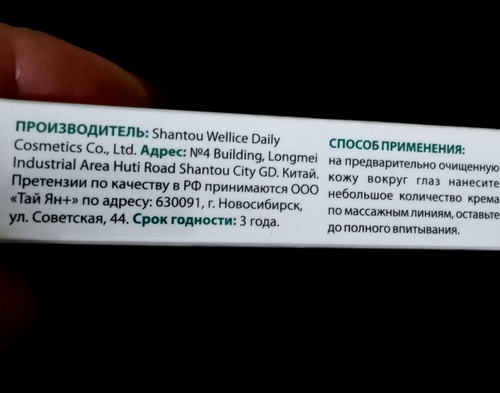 ПРОИЗВОДИТЕЛЬ: Shantou Wellice Daily
Cosmetics Co., Ltd. Адрес: №4 Building, Longmei
Industrial Area Huti Road Shantou City GD. Китай.
Претензии по качеству в РФ принимаются ООО
«Тай Ян+» по адресу: 630091, г. Новосибирск,
ул. Советская, 44. Срок годности: 3 года.
СПОСОБ ПРИМЕНЕНИЯ:
на предварительно очищенную
кожу вокруг глаз нанесите
небольшое количество крема
по массажным линиям, оставьте
до полного впитывания.